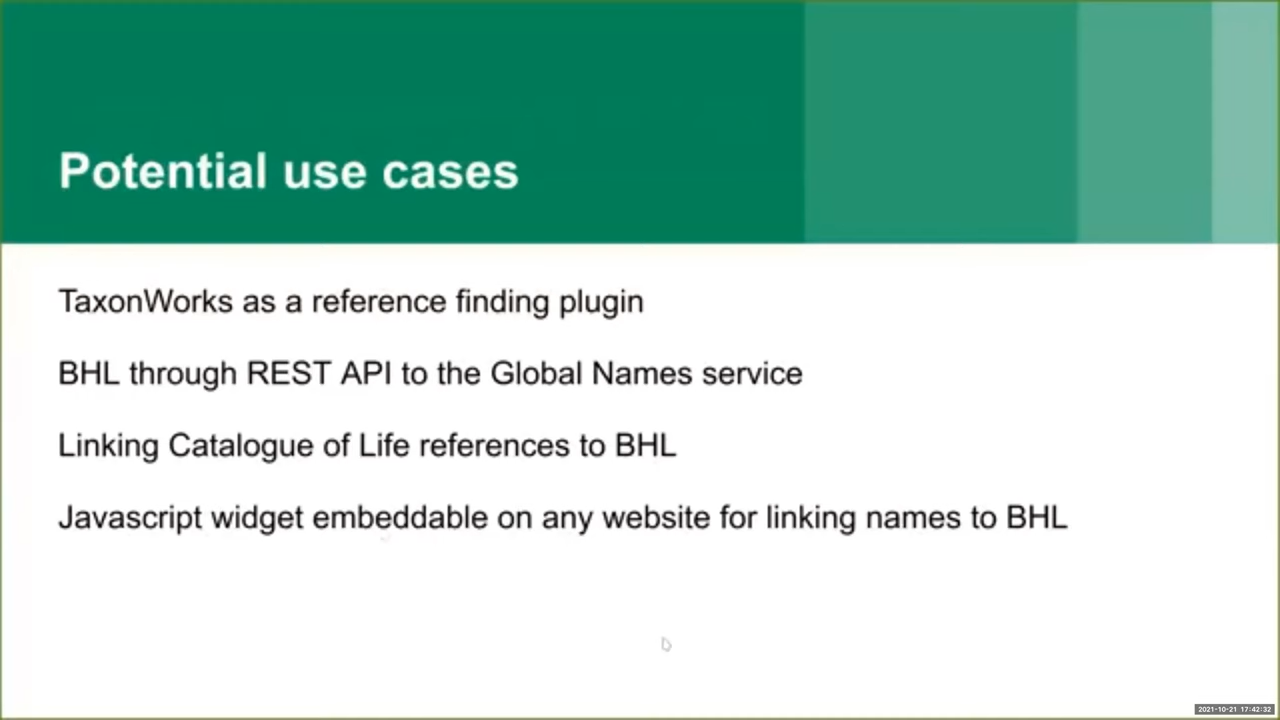 Potential use cases
TaxonWorks as a reference finding plugin
BHL through REST API to the Global Names service
Linking Catalogue of Life references to BHL
Javascript widget embeddable on any website for linking names to BHL
2021-10-21 17:42:32